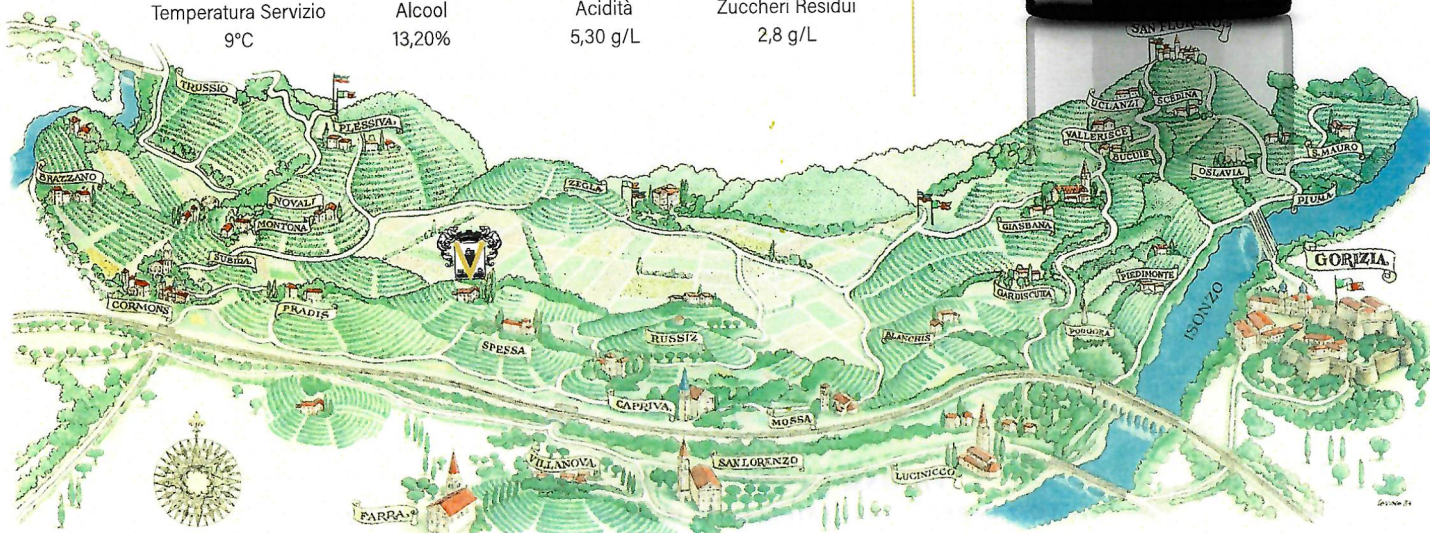 Temperatura Servizio Alcool Acidità Zuccheri Residui
9°C 13,20% 5,30 g/L 2,8 g/L
SAN FLORIANO
TRUSSIO
UCLANZI
SCEDINA
PLESSIVA
VALLERISCE
BUCUIE
S. MAURO
BRAZZANO
ZEGLA
OSLAVIA
NOVALI
PIUMA
MONTONA
GIASBANA
SUBIDA
GORIZIA
PIEDIMONTE
GARDISCUTA
CORMONS
PRADIS
ISONZO
SPESSA
RUSSIZ
BLANCHIS
PODGORA
CAPRIVA
MOSSA
VILLANOVA
SAN LORENZO
LUCINICCO
FARRA